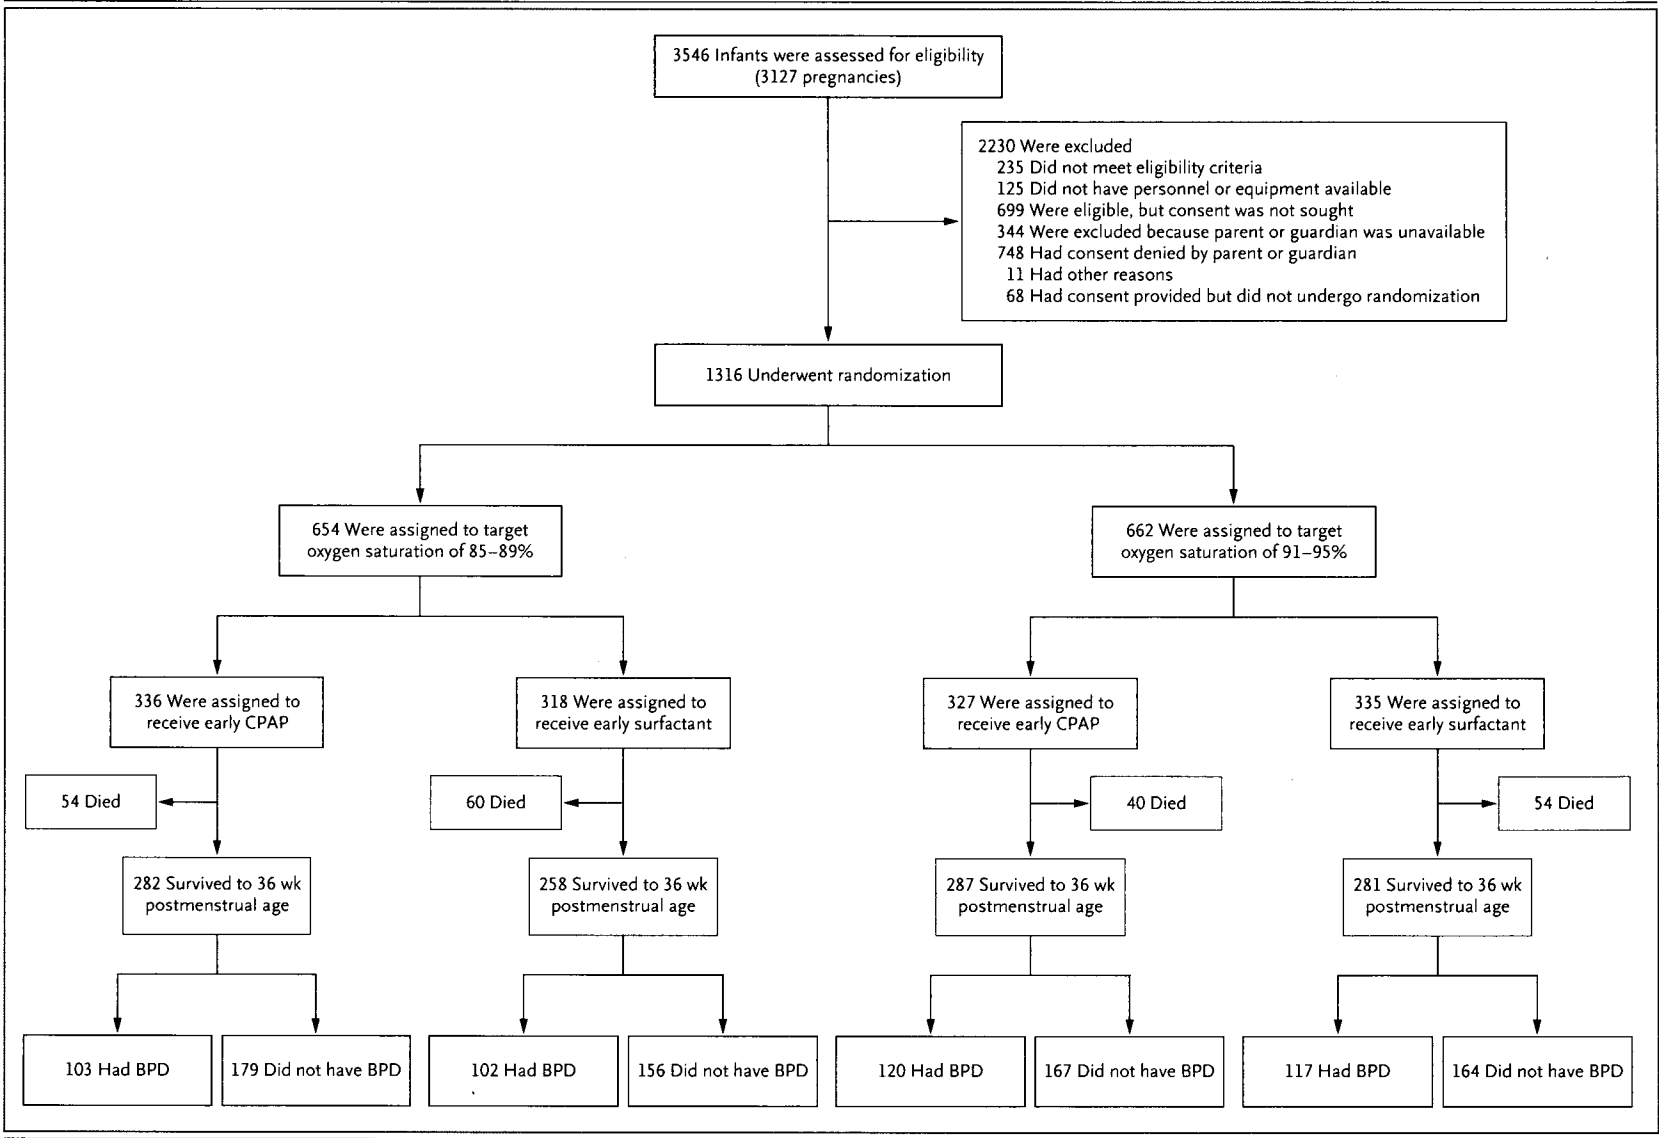 3546 Infants were assessed for eligibility
(3127 pregnancies)
2230 Were excluded
235 Did not meet eligibility criteria
125 Did not have personnel or equipment available
699 Were eligible, but consent was not sought
344 Were excluded because parent or guardian was unavailable
748 Had consent denied by parent or guardian
11 Had other reasons
68 Had consent provided but did not undergo randomization
1316 Underwent randomization
654 Were assigned to target
oxygen saturation of 85–89%
662 Were assigned to target
oxygen saturation of 91–95%
336 Were assigned to
receive early CPAP
318 Were assigned to
receive early surfactant
327 Were assigned to
receive early CPAP
335 Were assigned to
receive early surfactant
54 Died
60 Died
40 Died
54 Died
282 Survived to 36 wk
postmenstrual age
258 Survived to 36 wk
postmenstrual age
287 Survived to 36 wk
postmenstrual age
281 Survived to 36 wk
postmenstrual age
103 Had BPD
179 Did not have BPD
102 Had BPD
156 Did not have BPD
120 Had BPD
167 Did not have BPD
117 Had BPD
164 Did not have BPD